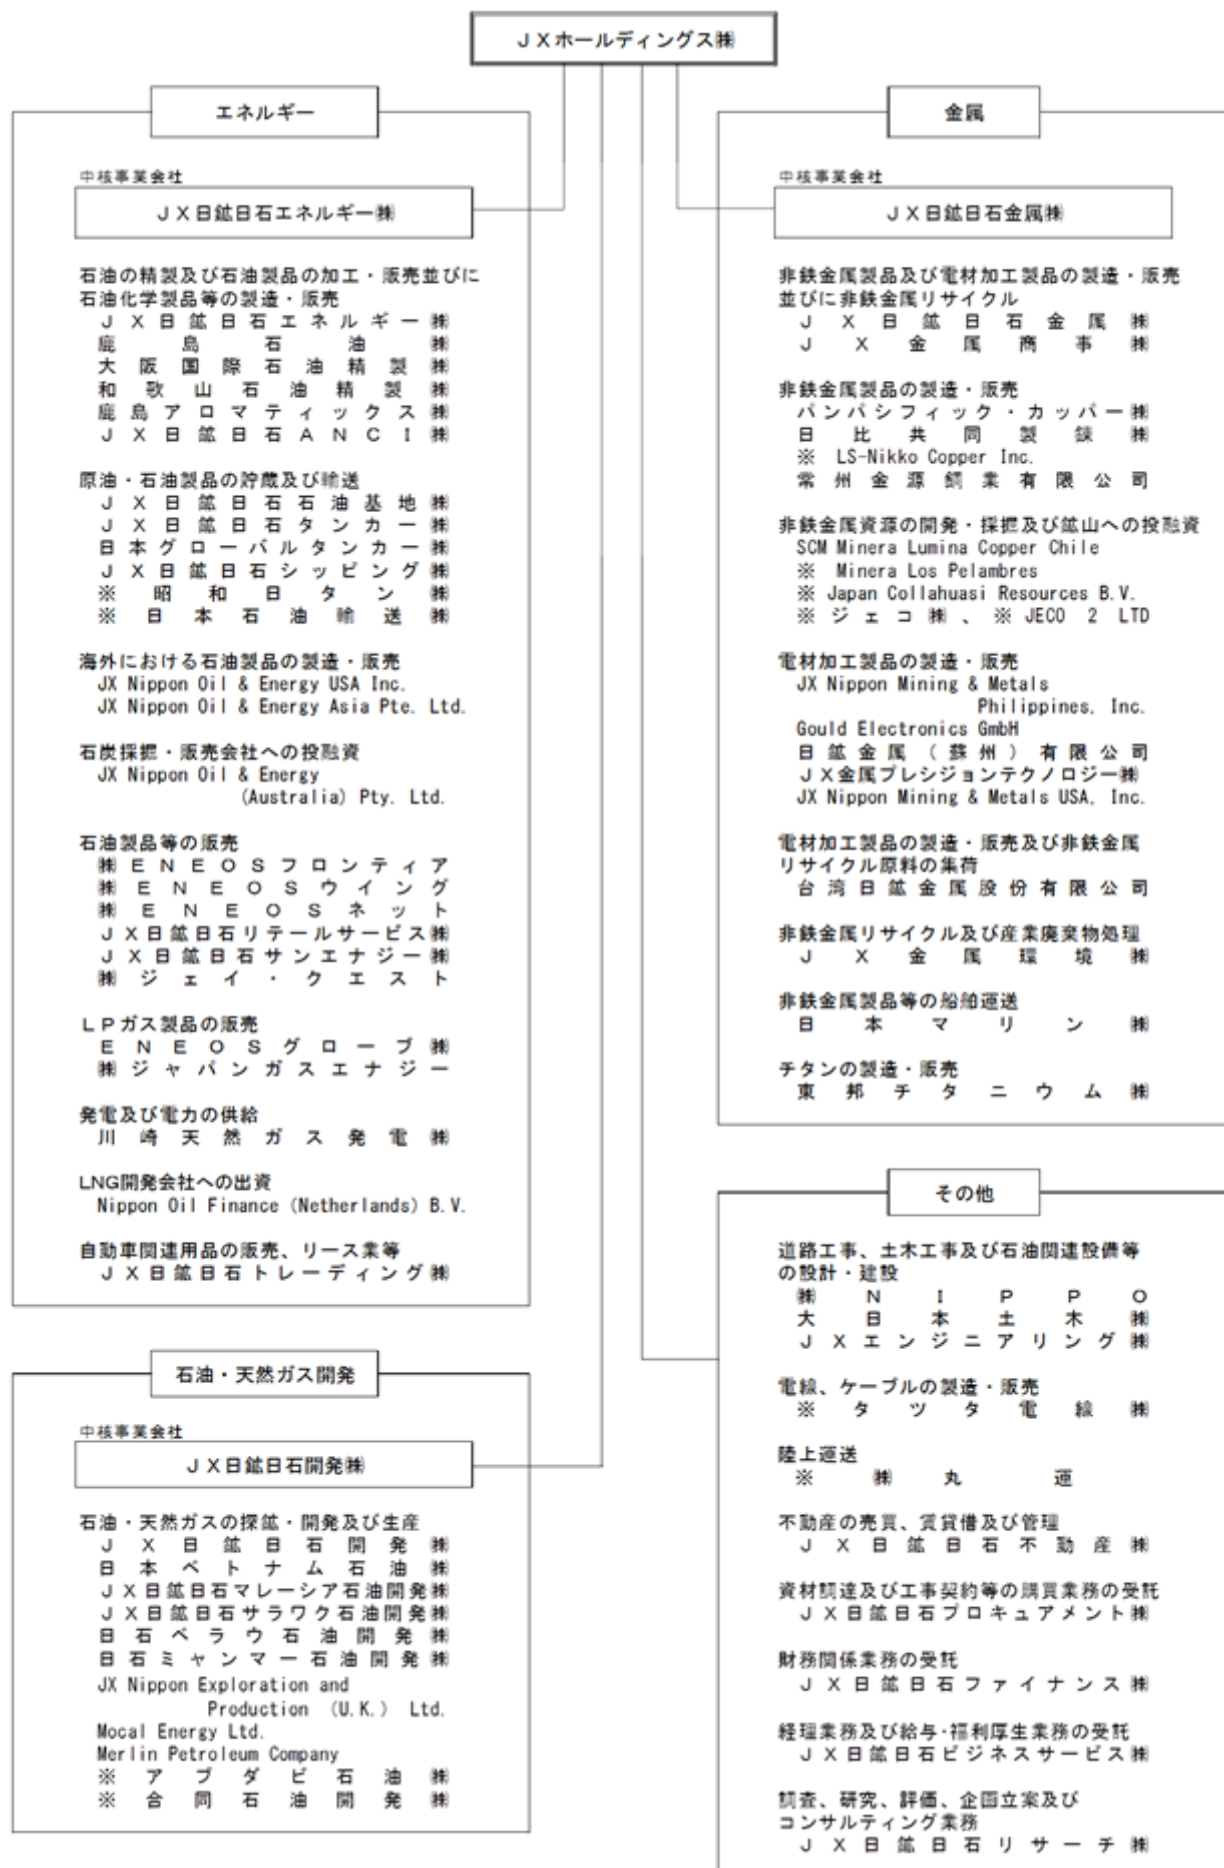 JXホールディングス㈱
エネルギー
中核事業会社
JX日鉱日石エネルギー㈱
石油の精製及び石油製品の加工・販売並びに
石油化学製品等の製造・販売
JX日鉱日石エネルギー㈱
鹿島石油㈱
大阪国際石油精製㈱
和歌山石油精製㈱
鹿島アロマティックス㈱
JX日鉱日石ANCI㈱
原油・石油製品の貯蔵及び輸送
JX日鉱日石石油基地㈱
JX日鉱日石タンカー㈱
日本グローバルタンカー㈱
JX日鉱日石シッピング㈱
※昭和日タン㈱
※日本石油輸送㈱
海外における石油製品の製造・販売
JX Nippon Oil & Energy USA Inc.
JX Nippon Oil & Energy Asia Pte. Ltd.
石炭採掘・販売会社への投融資
JX Nippon Oil & Energy
(Australia) Pty. Ltd.
石油製品等の販売
㈱ENEOSフロンティア
㈱ENEOSウイング
㈱ENEOSネット
JX日鉱日石リテールサービス㈱
JX日鉱日石サンエナジー㈱
㈱ジェイ・クエスト
LPガス製品の販売
ENEOSグローブ㈱
㈱ジャパンガスエナジー
発電及び電力の供給
川崎天然ガス発電㈱
LNG開発会社への出資
Nippon Oil Finance (Netherlands) B.V.
自動車関連用品の販売、リース業等
JX日鉱日石トレーディング㈱
石油・天然ガス開発
中核事業会社
JX日鉱日石開発㈱
石油・天然ガスの探鉱・開発及び生産
JX日鉱日石開発㈱
日本ベトナム石油㈱
JX日鉱日石マレーシア石油開発㈱
JX日鉱日石サラワク石油開発㈱
日石ベラウ石油開発㈱
日石ミャンマー石油開発㈱
JX Nippon Exploration and
Production (U.K.) Ltd.
Mocal Energy Ltd.
Merlin Petroleum Company
※アブダビ石油㈱
※合同石油開発㈱
金属
中核事業会社
JX日鉱日石金属㈱
非鉄金属製品及び電材加工製品の製造・販売
並びに非鉄金属リサイクル
JX日鉱日石金属㈱
JX金属商事㈱
非鉄金属製品の製造・販売
パンパシフィック・カッパー㈱
日比共同製錬㈱
※ LS-Nikko Copper Inc.
常州金源銅業有限公司
非鉄金属資源の開発・採掘及び鉱山への投融資
SCM Minera Lumina Copper Chile
※ Minera Los Pelambres
※ Japan Collahuasi Resources B.V.
※ジェコ㈱、※ JECO 2 LTD
電材加工製品の製造・販売
JX Nippon Mining & Metals
Philippines, Inc.
Gould Electronics GmbH
日鉱金属(蘇州)有限公司
JX金属プレシジョンテクノロジー㈱
JX Nippon Mining & Metals USA, Inc.
電材加工製品の製造・販売及び非鉄金属
リサイクル原料の集荷
台湾日鉱金属股份有限公司
非鉄金属リサイクル及び産業廃棄物処理
JX金属環境㈱
非鉄金属製品等の船舶運送
日本マリン㈱
チタンの製造・販売
東邦チタニウム㈱
その他
道路工事、土木工事及び石油関連設備等
の設計・建設
㈱NIPPO
大日本土木㈱
JXエンジニアリング㈱
電線、ケーブルの製造・販売
※タツタ電線㈱
陸上運送
※㈱丸運
不動産の売買、賃貸借及び管理
JX日鉱日石不動産㈱
資材調達及び工事契約等の購買業務の受託
JX日鉱日石プロキュアメント㈱
財務関係業務の受託
JX日鉱日石ファイナンス㈱
経理業務及び給与・福利厚生業務の受託
JX日鉱日石ビジネスサービス㈱
調査、研究、評価、企画立案及び
コンサルティング業務
JX日鉱日石リサーチ㈱